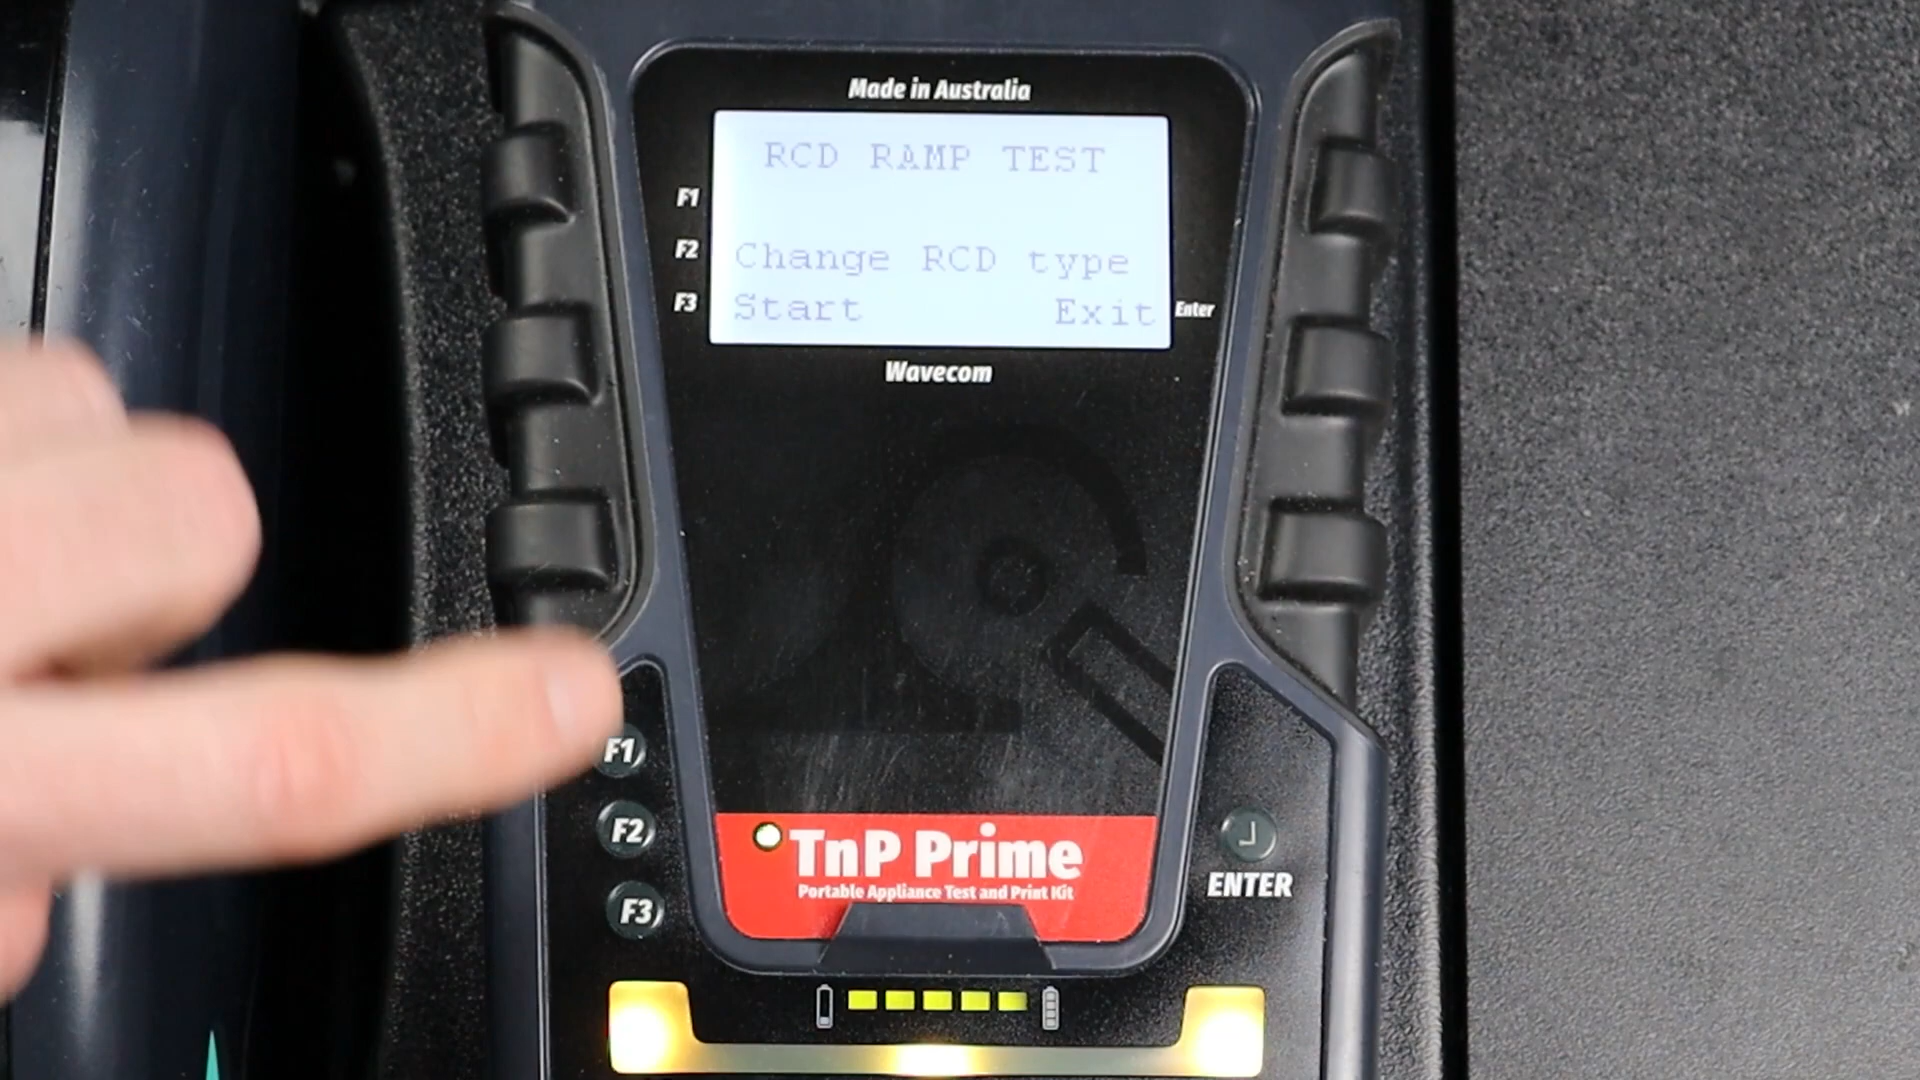 Made in Australia
RCD RAMP TEST
F1
F2 Change RCD type
F3 Start Exit Enter
Wavecom
F1
F2
F3
TnP Prime
Portable Appliance Test and Print Kit
ENTER